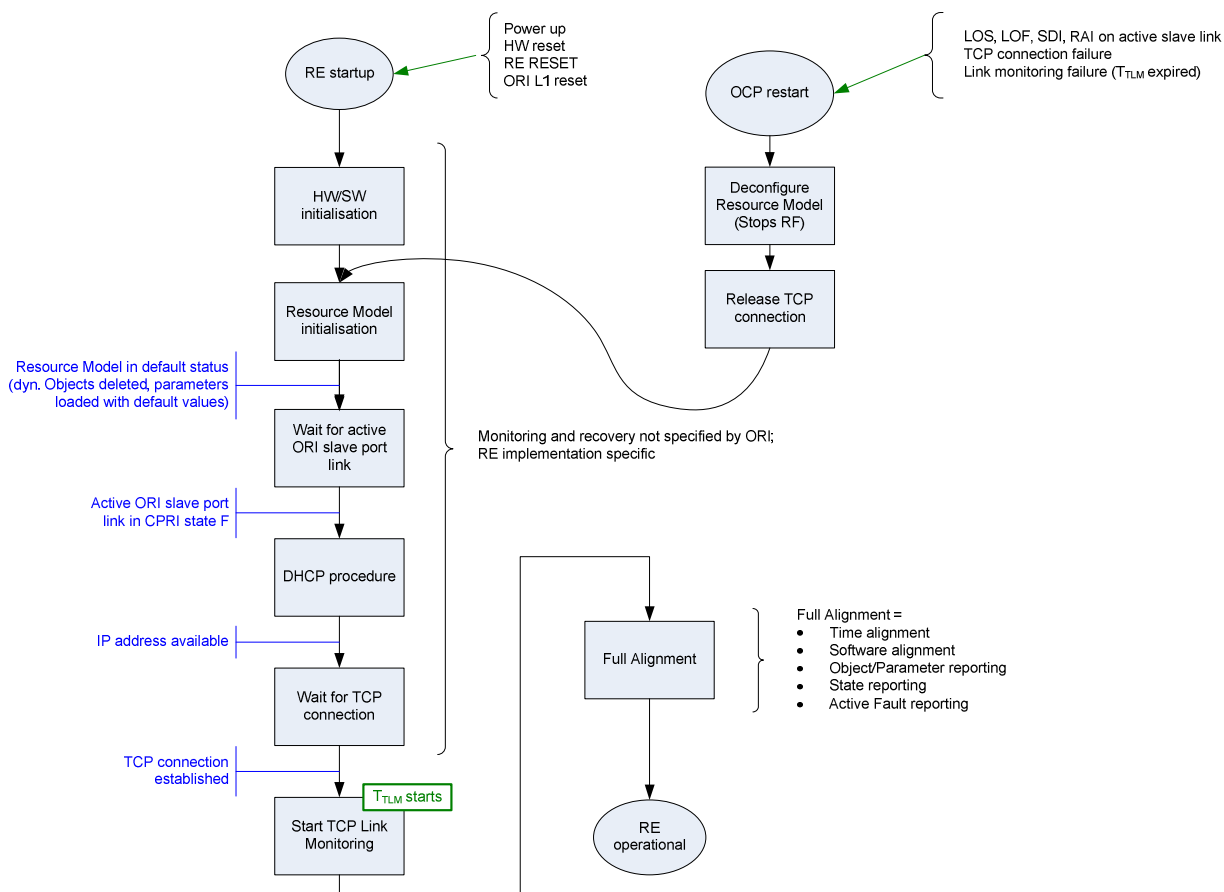 Power up
HW reset
RE RESET
ORI L1 reset
RE startup
LOS, LOF, SDI, RAI on active slave link
TCP connection failure
Link monitoring failure (TTLM expired)
OCP restart
HW/SW
initialisation
Deconfigure
Resource Model
(Stops RF)
Resource Model
initialisation
Release TCP
connection
Resource Model in default status
(dyn. Objects deleted, parameters
loaded with default values)
Wait for active
ORI slave port
link
Monitoring and recovery not specified by ORI;
RE implementation specific
Active ORI slave port
link in CPRI state F
DHCP procedure
IP address available
Wait for TCP
connection
TCP connection
established
TTLM starts
Start TCP Link
Monitoring
Full Alignment
Full Alignment =
• Time alignment
• Software alignment
• Object/Parameter reporting
• State reporting
• Active Fault reporting
RE
operational